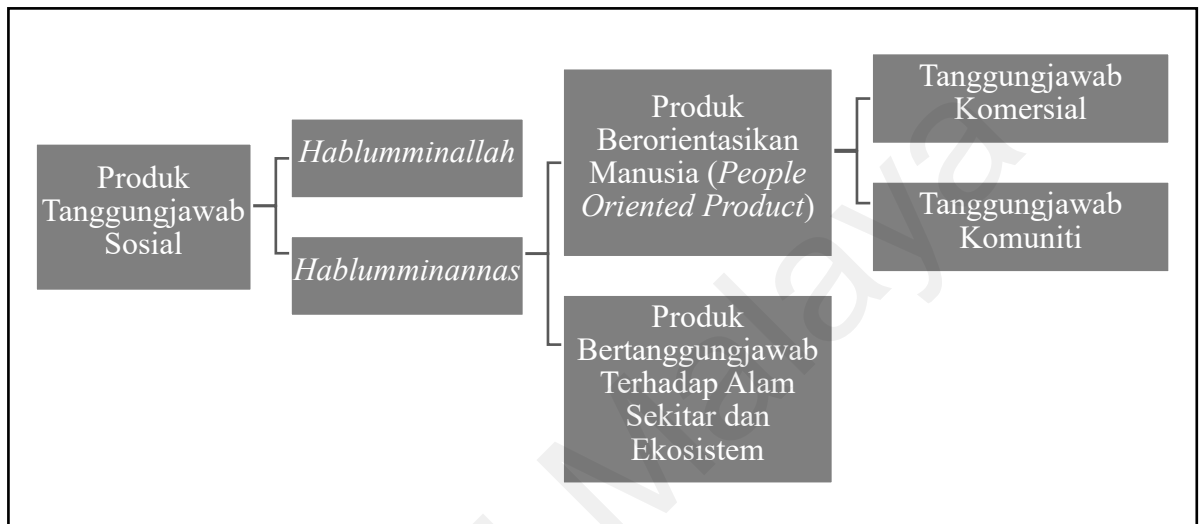 Produk
Tanggungjawab
Sosial
Hablumminallah
Hablumminannas
Produk
Berorientasikan
Manusia (People
Oriented Product)
Produk
Bertanggungjawab
Terhadap Alam
Sekitar dan
Ekosistem
Tanggungjawab
Komersial
Tanggungjawab
Komuniti
Malaya